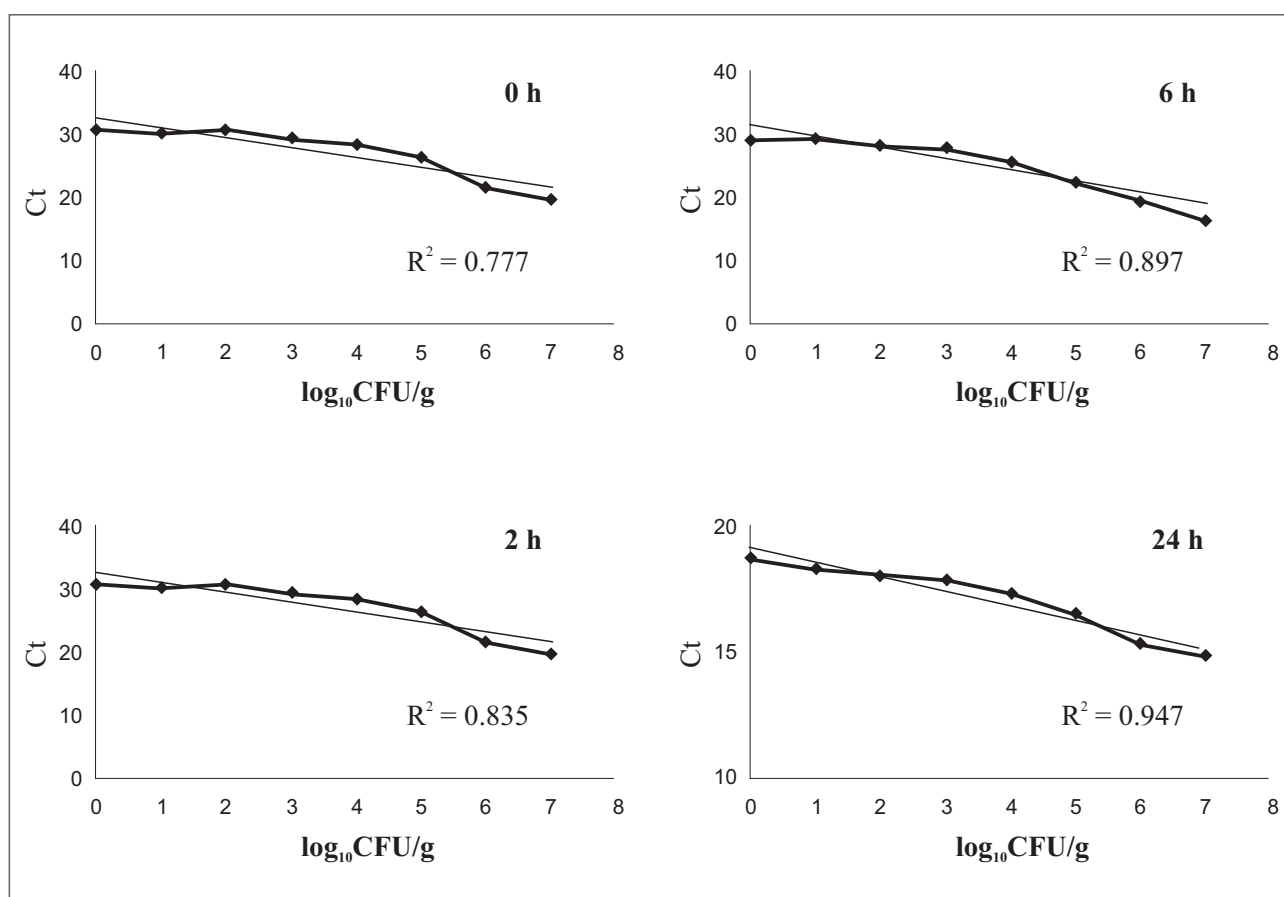 0 h
40
30
20
10
0
Ct
R² = 0.777
0 1 2 3 4 5 6 7 8
log₁₀CFU/g
6 h
40
30
20
10
0
Ct
R² = 0.897
0 1 2 3 4 5 6 7 8
log₁₀CFU/g
2 h
40
30
20
10
0
Ct
R² = 0.835
0 1 2 3 4 5 6 7 8
log₁₀CFU/g
24 h
20
15
10
Ct
R² = 0.947
0 1 2 3 4 5 6 7 8
log₁₀CFU/g